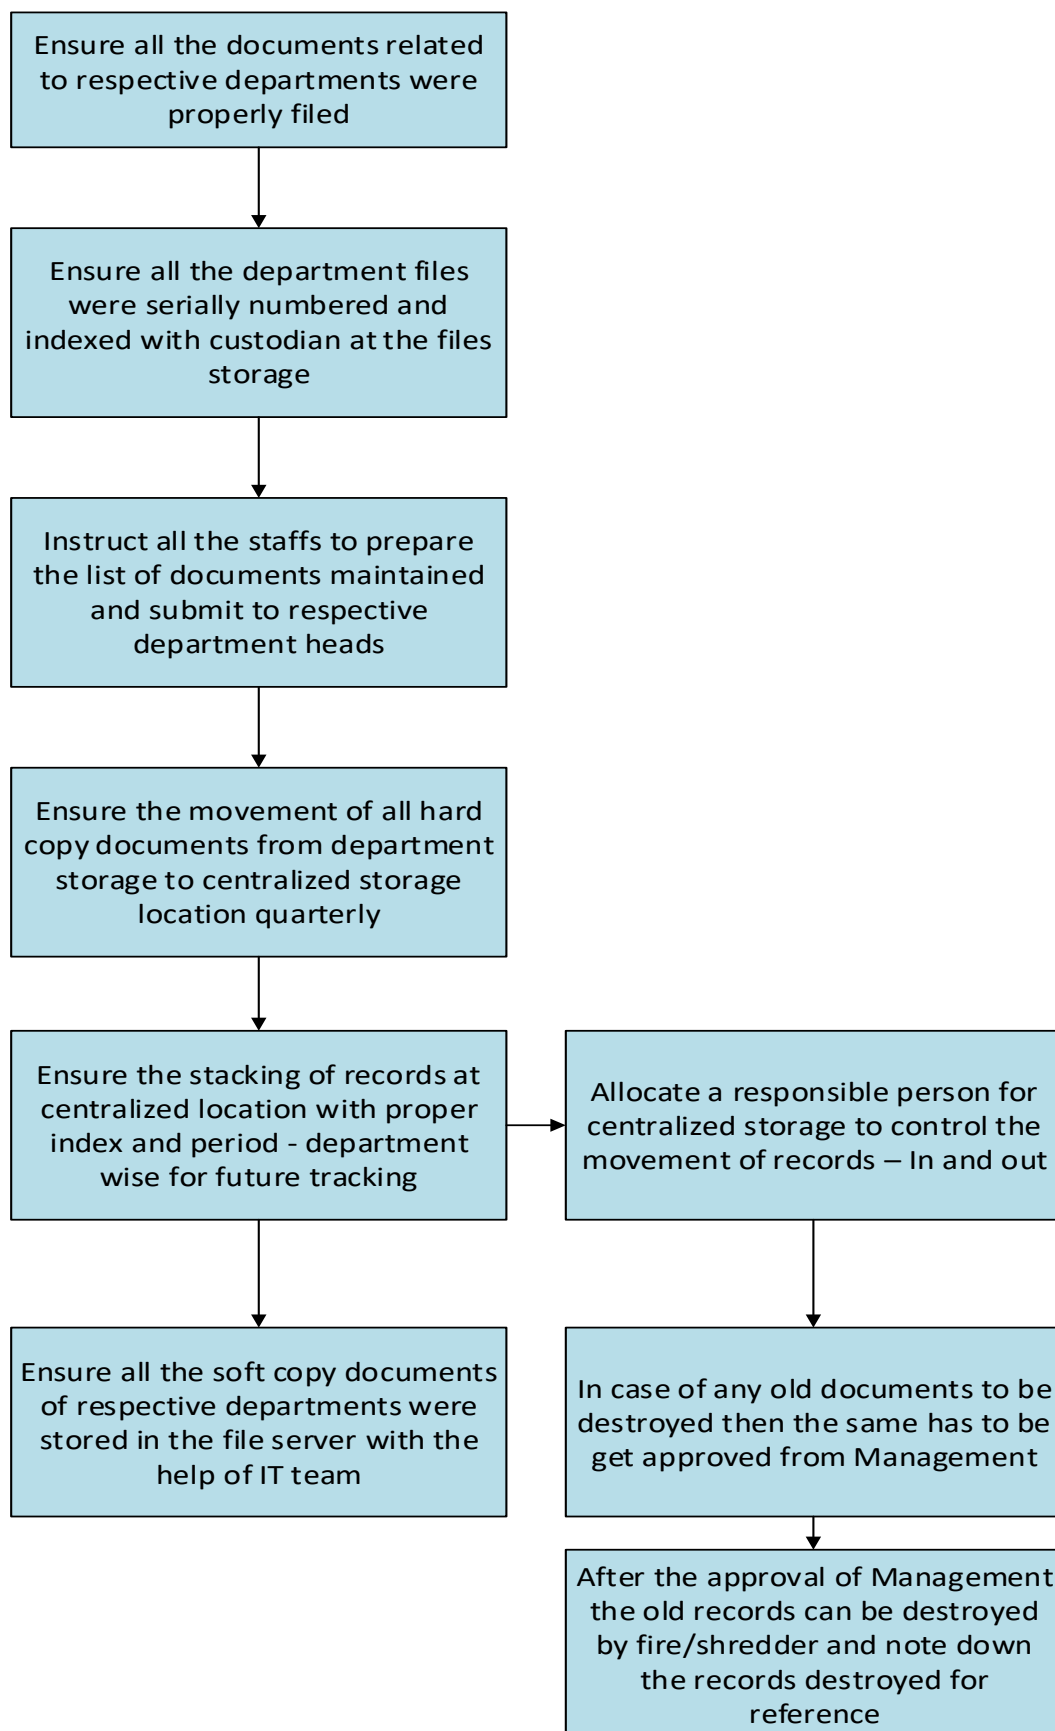 Ensure all the documents related
to respective departments were
properly filed
Ensure all the department files
were serially numbered and
indexed with custodian at the files
storage
Instruct all the staffs to prepare
the list of documents maintained
and submit to respective
department heads
Ensure the movement of all hard
copy documents from department
storage to centralized storage
location quarterly
Ensure the stacking of records at
centralized location with proper
index and period - department
wise for future tracking
Allocate a responsible person for
centralized storage to control the
movement of records – In and out
Ensure all the soft copy documents
of respective departments were
stored in the file server with the
help of IT team
In case of any old documents to be
destroyed then the same has to be
get approved from Management
After the approval of Management
the old records can be destroyed
by fire/shredder and note down
the records destroyed for
reference